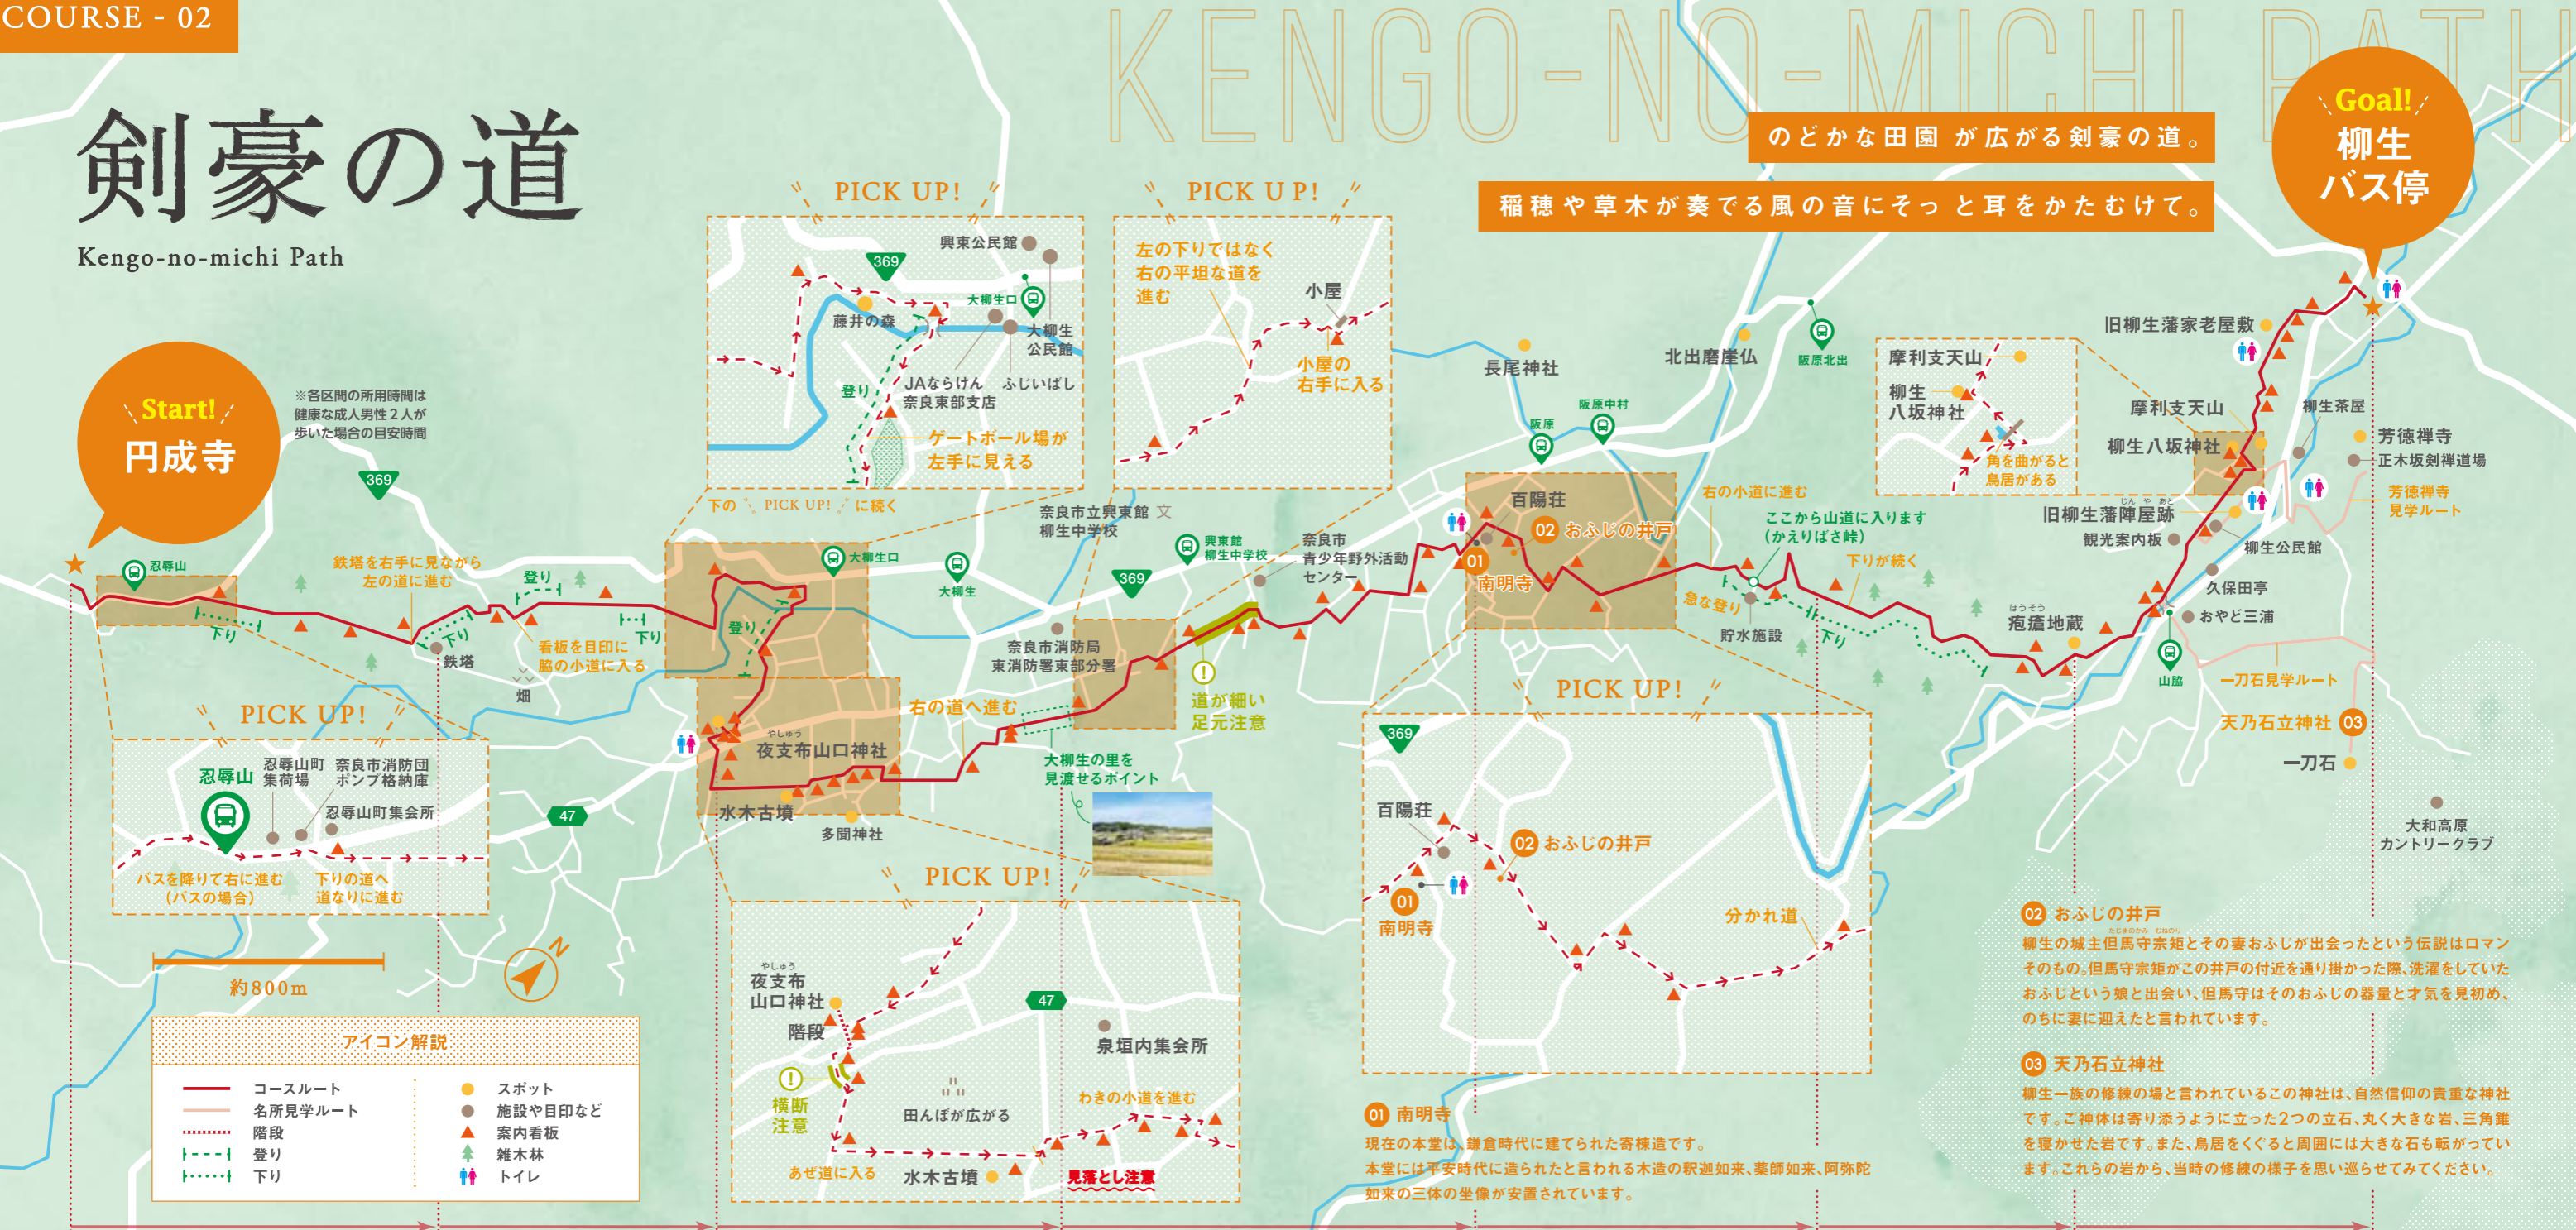 COURSE - 02
KENGO-NO-MICHI PATH
剣豪の道
Kengo-no-michi Path
のどかな田園が広がる剣豪の道。
稲穂や草木が奏でる風の音にそっと耳をかたむけて。
Goal!
柳生
バス停
Start!
円成寺
※各区間の所用時間は
健康な成人男性2人が
歩いた場合の目安時間
369
忍辱山
下り
鉄塔を右手に見ながら
左の道に進む
下り
鉄塔
登り
看板を目印に
脇の小道に入る
下り
畑
PICK UP!
忍辱山
忍辱山町
集荷場
奈良市消防団
ポンプ格納庫
忍辱山町集会所
バスを降りて右に進む
(バスの場合)
下りの道へ
道なりに進む
47
約800m
N
アイコン解説
コースルート
名所見学ルート
階段
登り
下り
スポット
施設や目印など
案内看板
雑木林
トイレ
PICK UP!
興東公民館
369
大柳生口
藤井の森
大柳生
公民館
JAならけん
奈良東部支店
ふじいばし
登り
ゲートボール場が
左手に見える
下の PICK UP! に続く
PICK UP!
左の下りではなく
右の平坦な道を
進む
小屋
小屋の
右手に入る
大柳生口
大柳生
登り
奈良市立興東館
柳生中学校
文
369
興東館
柳生中学校
奈良市
青少年野外活動
センター
奈良市消防局
東消防署東部分署
右の道へ進む
道が細い
足元注意
やしゅう
夜支布山口神社
水木古墳
多聞神社
大柳生の里を
見渡せるポイント
PICK UP!
やしゅう
夜支布
山口神社
階段
横断
注意
47
泉垣内集会所
田んぼが広がる
わきの小道を進む
あぜ道に入る
水木古墳
見落とし注意
長尾神社
北出磨崖仏
阪原北出
阪原
阪原中村
百陽荘
02 おふじの井戸
01
南明寺
右の小道に進む
ここから山道に入ります
(かえりばさ峠)
下りが続く
急な登り
貯水施設
下り
PICK UP!
369
百陽荘
02 おふじの井戸
01
南明寺
分かれ道
01 南明寺
現在の本堂は、鎌倉時代に建てられた寄棟造です。
本堂には平安時代に造られたと言われる木造の釈迦如来、薬師如来、阿弥陀
如来の三体の坐像が安置されています。
摩利支天山
柳生
八坂神社
角を曲がると
鳥居がある
旧柳生藩家老屋敷
摩利支天山
柳生八坂神社
柳生茶屋
芳徳禅寺
正木坂剣禅道場
芳徳禅寺
見学ルート
じん や あと
旧柳生藩陣屋跡
観光案内板
柳生公民館
久保田亭
おやど三浦
ほうそう
疱瘡地蔵
山脇
一刀石見学ルート
天乃石立神社 03
一刀石
大和高原
カントリークラブ
02 おふじの井戸
たじまのかみ むねのり
柳生の城主但馬守宗矩とその妻おふじが出会ったという伝説はロマン
そのもの。但馬守宗矩がこの井戸の付近を通り掛かった際、洗濯をしていた
おふじという娘と出会い、但馬守はそのおふじの器量と才気を見初め、
のちに妻に迎えたと言われています。
03 天乃石立神社
柳生一族の修練の場と言われているこの神社は、自然信仰の貴重な神社
です。ご神体は寄り添うように立った2つの立石、丸く大きな岩、三角錐
を寝かせた岩です。また、鳥居をくぐると周囲には大きな石も転がってい
ます。これらの岩から、当時の修練の様子を思い巡らせてみてください。